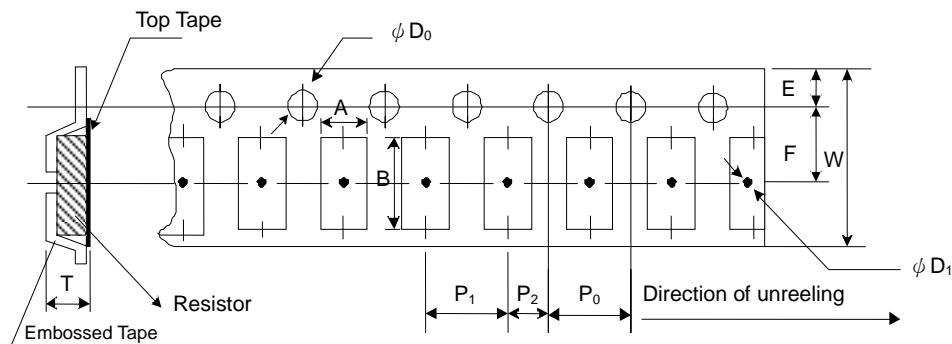 Top Tape
ϕD₀
E
A
F
W
B
ϕD₁
T
Resistor
P₁
P₂
P₀
Direction of unreeling
Embossed Tape